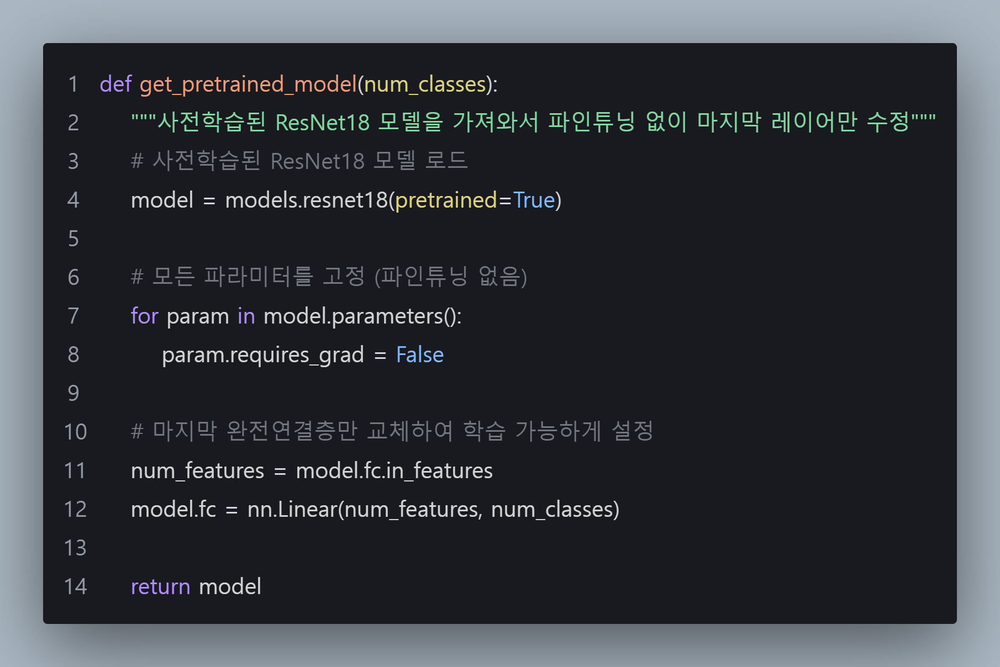 1 def get_pretrained_model(num_classes):
2 """사전학습된 ResNet18 모델을 가져와서 파인튜닝 없이 마지막 레이어만 수정"""
3 # 사전학습된 ResNet18 모델 로드
4 model = models.resnet18(pretrained=True)
5
6 # 모든 파라미터를 고정 (파인튜닝 없음)
7 for param in model.parameters():
8 param.requires_grad = False
9
10 # 마지막 완전연결층만 교체하여 학습 가능하게 설정
11 num_features = model.fc.in_features
12 model.fc = nn.Linear(num_features, num_classes)
13
14 return model